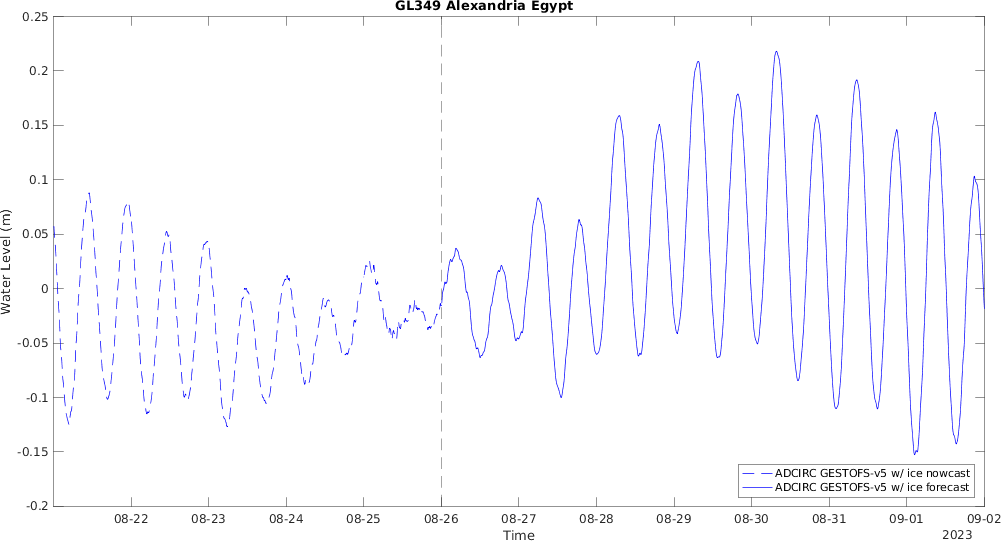 GL349 Alexandria Egypt
0.25
0.2
0.15
0.1
0.05
0
-0.05
-0.1
-0.15
-0.2
Water Level (m)
ADCIRC GESTOFS-v5 w/ ice nowcast
ADCIRC GESTOFS-v5 w/ ice forecast
08-22 08-23 08-24 08-25 08-26 08-27 08-28 08-29 08-30 08-31 09-01 09-02
Time
2023